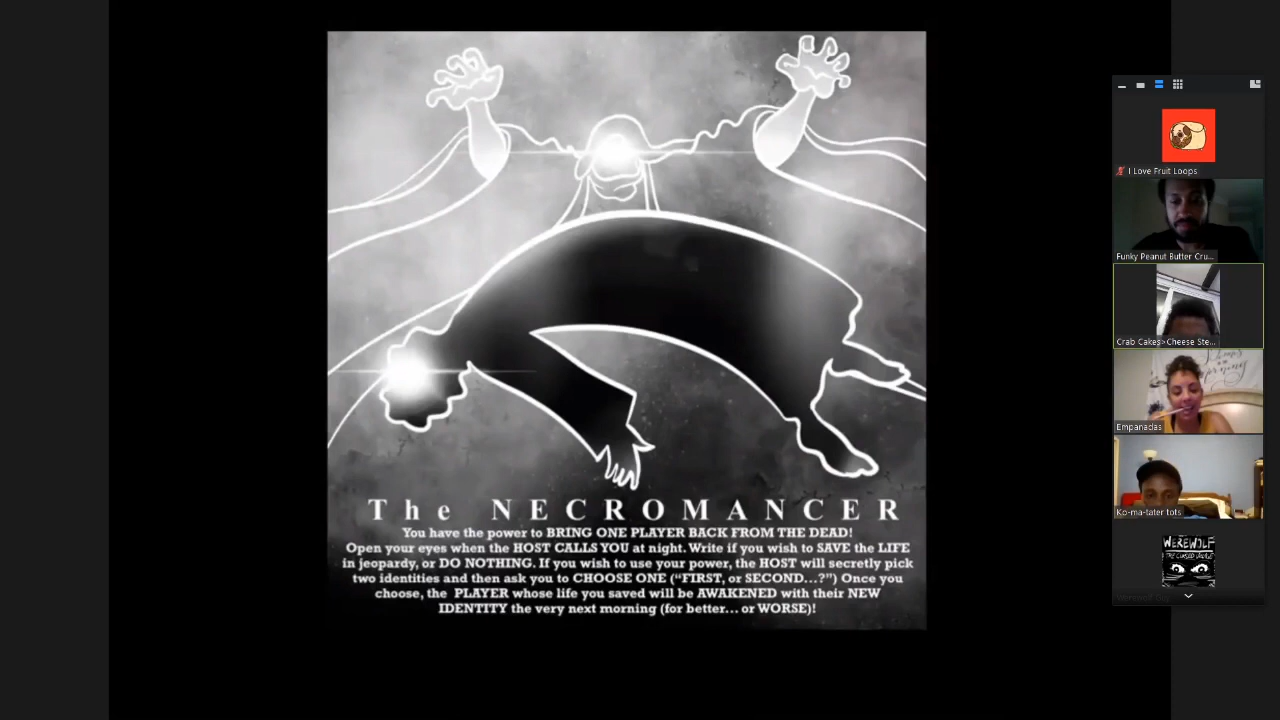 I Love Fruit Loops
Funky Peanut Butter Cru...
Crab Cakes>Cheese Ste...
Empanadas
Ko-ma-tater tots
WEREWOLF
The NECROMANCER
You have the power to BRING ONE PLAYER BACK FROM THE DEAD!
Open your eyes when the HOST CALLS YOU at night. Write if you wish to SAVE the LIFE
in jeopardy, or DO NOTHING. If you wish to use your power, the HOST will secretly pick
two identities and then ask you to CHOOSE ONE ("FIRST, or SECOND...?") Once you
choose, the PLAYER whose life you saved will be AWAKENED with their NEW
IDENTITY the very next morning (for better... or WORSE)!